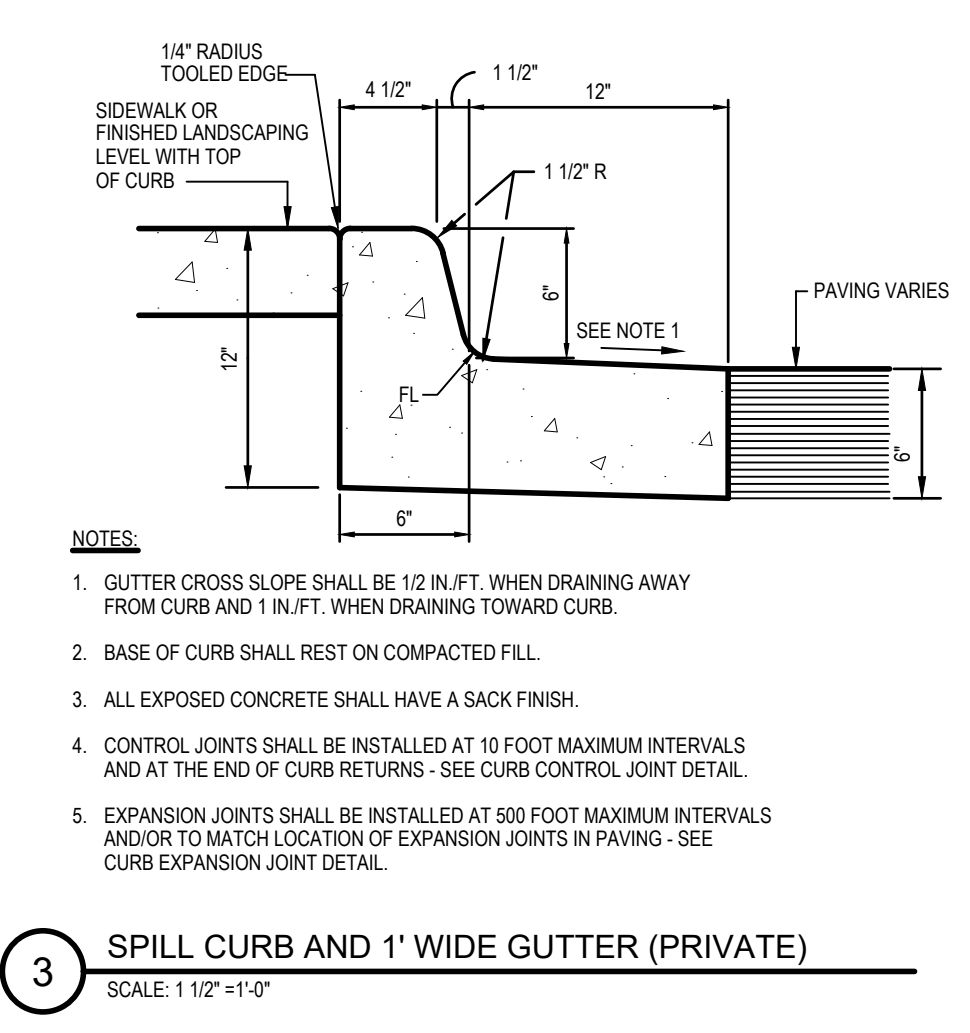 1/4" RADIUS
TOOLED EDGE
SIDEWALK OR
FINISHED LANDSCAPING
LEVEL WITH TOP
OF CURB
4 1/2"
1 1/2"
12"
1 1/2" R
6"
SEE NOTE 1
PAVING VARIES
12"
FL
6"
6"
NOTES:
1. GUTTER CROSS SLOPE SHALL BE 1/2 IN./FT. WHEN DRAINING AWAY
FROM CURB AND 1 IN./FT. WHEN DRAINING TOWARD CURB.
2. BASE OF CURB SHALL REST ON COMPACTED FILL.
3. ALL EXPOSED CONCRETE SHALL HAVE A SACK FINISH.
4. CONTROL JOINTS SHALL BE INSTALLED AT 10 FOOT MAXIMUM INTERVALS
AND AT THE END OF CURB RETURNS - SEE CURB CONTROL JOINT DETAIL.
5. EXPANSION JOINTS SHALL BE INSTALLED AT 500 FOOT MAXIMUM INTERVALS
AND/OR TO MATCH LOCATION OF EXPANSION JOINTS IN PAVING - SEE
CURB EXPANSION JOINT DETAIL.
3
SPILL CURB AND 1' WIDE GUTTER (PRIVATE)
SCALE: 1 1/2" =1'-0"